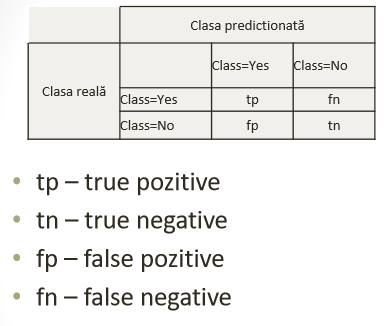 Clasa predictionată
Clasa reală
Class=Yes Class=No
Class=Yes tp fn
Class=No fp tn
• tp – true pozitive
• tn – true negative
• fp – false pozitive
• fn – false negative